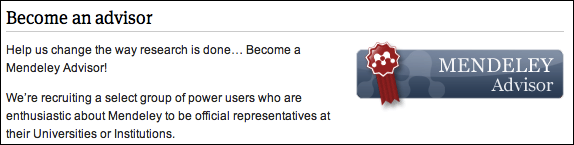 Become an advisor
Help us change the way research is done… Become a
Mendeley Advisor!
MENDELEY
Advisor
We're recruiting a select group of power users who are
enthusiastic about Mendeley to be official representatives at
their Universities or Institutions.